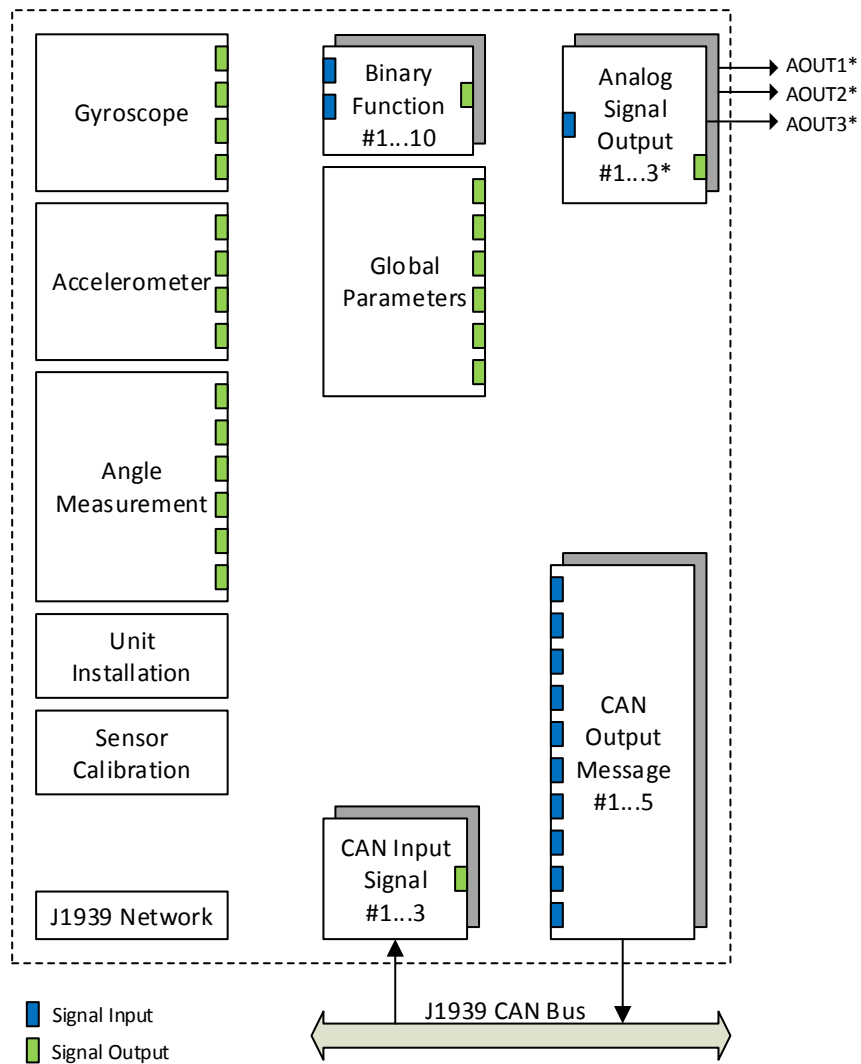 Gyroscope
Accelerometer
Angle
Measurement
Unit
Installation
Sensor
Calibration
J1939 Network
Binary
Function
#1...10
Global
Parameters
CAN Input
Signal
#1...3
Analog
Signal
Output
#1...3*
AOUT1*
AOUT2*
AOUT3*
CAN
Output
Message
#1...5
J1939 CAN Bus
Signal Input
Signal Output